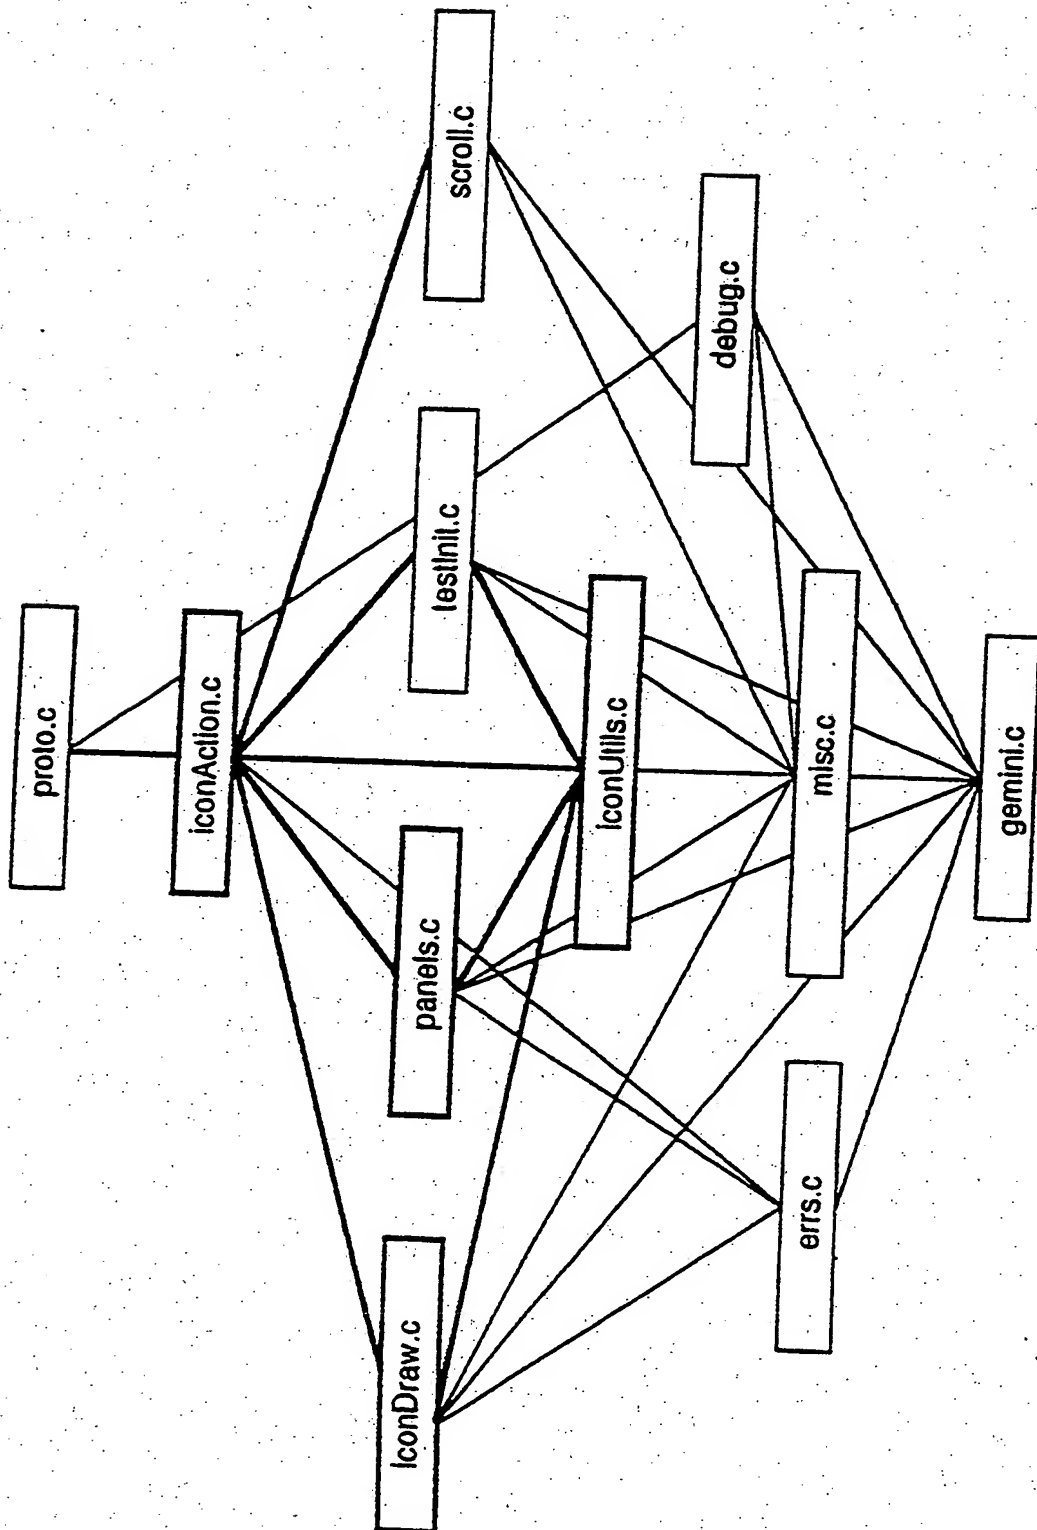 proto.c
iconAction.c
iconDraw.c
panels.c
testInit.c
scroll.c
iconUtils.c
errs.c
misc.c
debug.c
gemini.c